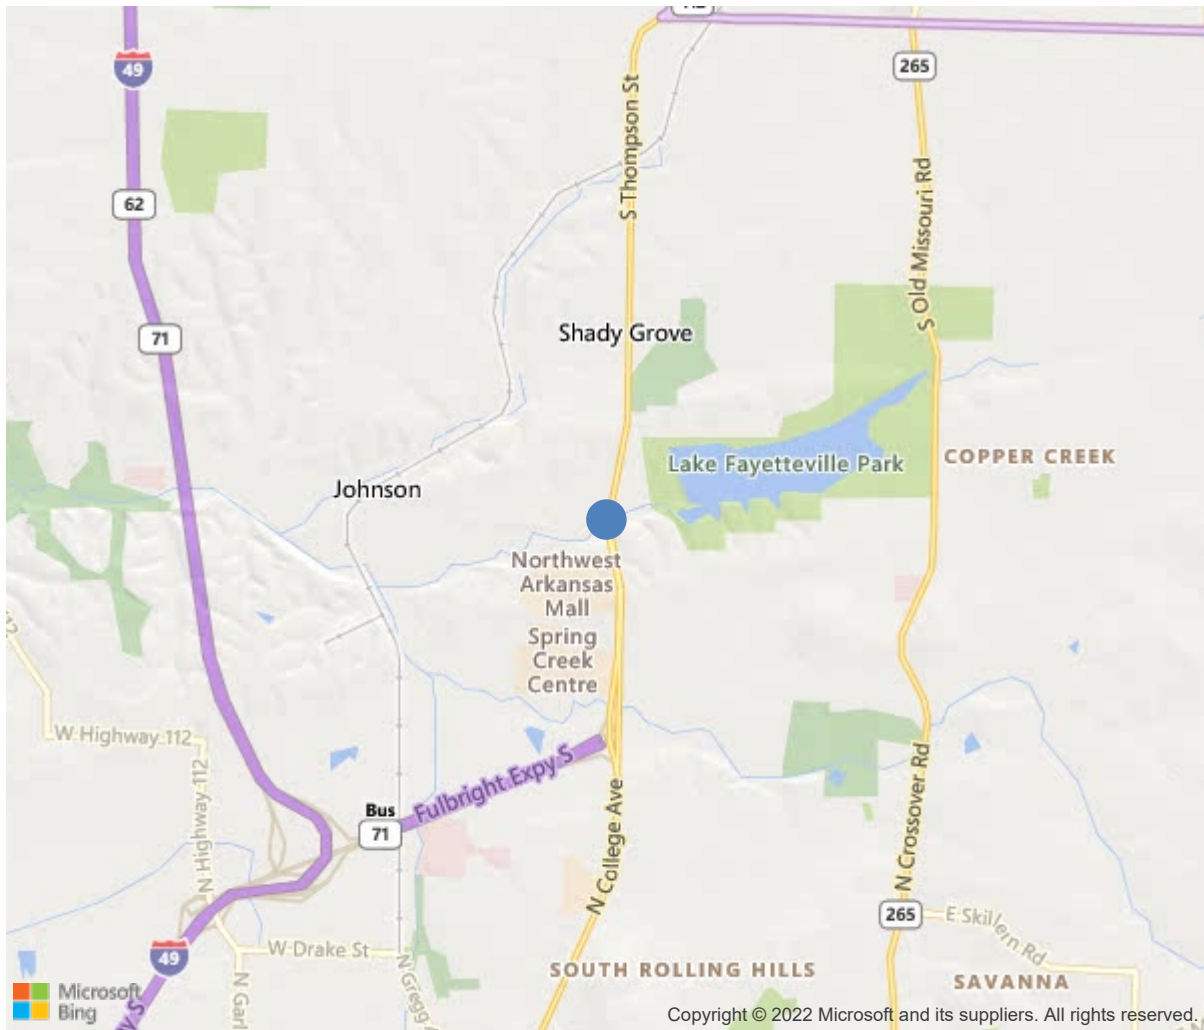 49
265
S Thompson St
62
S Old Missouri Rd
71
Shady Grove
Lake Fayetteville Park
COPPER CREEK
Johnson
Northwest
Arkansas
Mall
Spring
Creek
Centre
W Highway 112
N Highway 112
Fulbright Expy S
Bus
71
N College Ave
N Crossover Rd
265
E Skillern Rd
W Drake St
49
N Gregg
SOUTH ROLLING HILLS
SAVANNA
Microsoft
Bing
Copyright © 2022 Microsoft and its suppliers. All rights reserved.